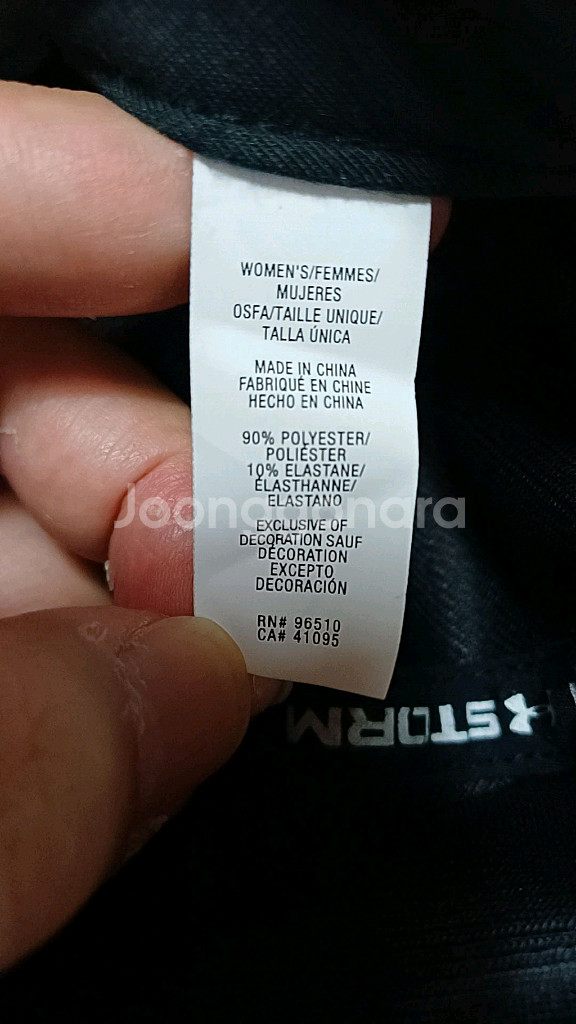 WOMEN'S/FEMMES/
MUJERES
OSFA/TAILLE UNIQUE/
TALLA ÚNICA
MADE IN CHINA
FABRIQUÉ EN CHINE
HECHO EN CHINA
90% POLYESTER/
POLIÉSTER
10% ELASTANE/
ÉLASTHANNE/
ELASTANO
Joonggonara
EXCLUSIVE OF
DECORATION SAUF
DÉCORATION
EXCEPTO
DECORACIÓN
RN# 96510
CA# 41095
STORM